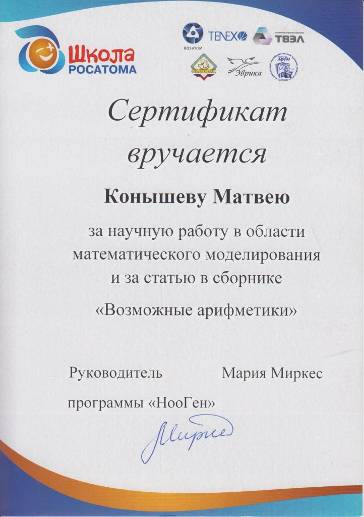 Школа
РОСАТОМА
РОСАТОМ
TENEX
ТВЭЛ
Эврика
Сертификат
вручается
Конышеву Матвею
за научную работу в области
математического моделирования
и за статью в сборнике
«Возможные арифметики»
Руководитель Мария Миркес
программы «НооГен»